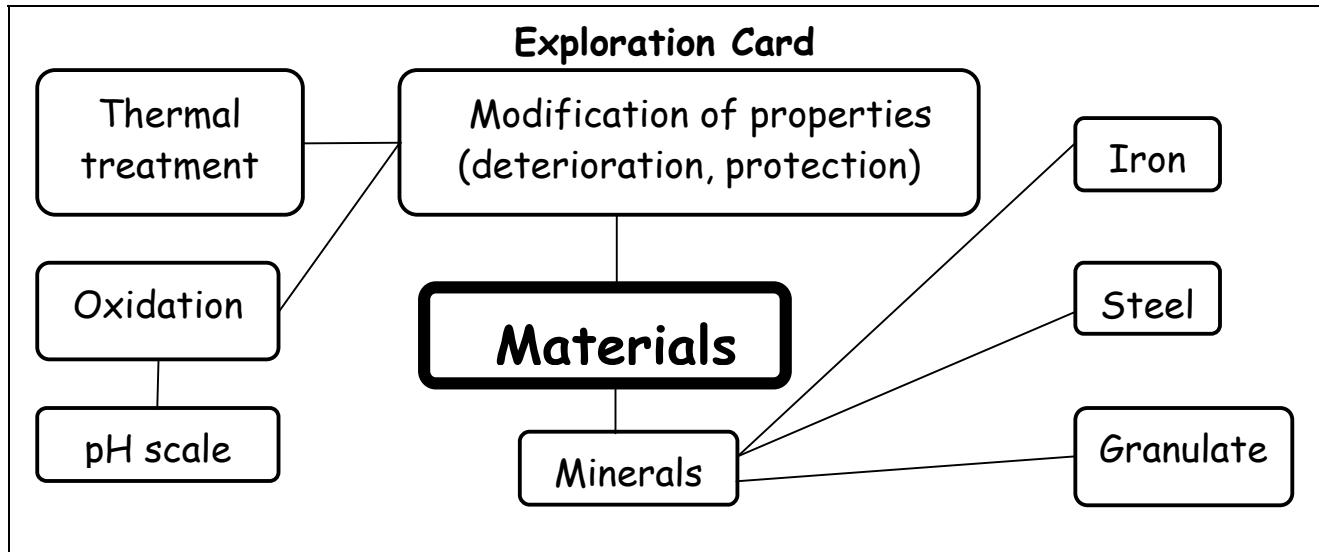 Exploration Card
Thermal
treatment
Modification of properties
(deterioration, protection)
Iron
Oxidation
Materials
Steel
pH scale
Minerals
Granulate